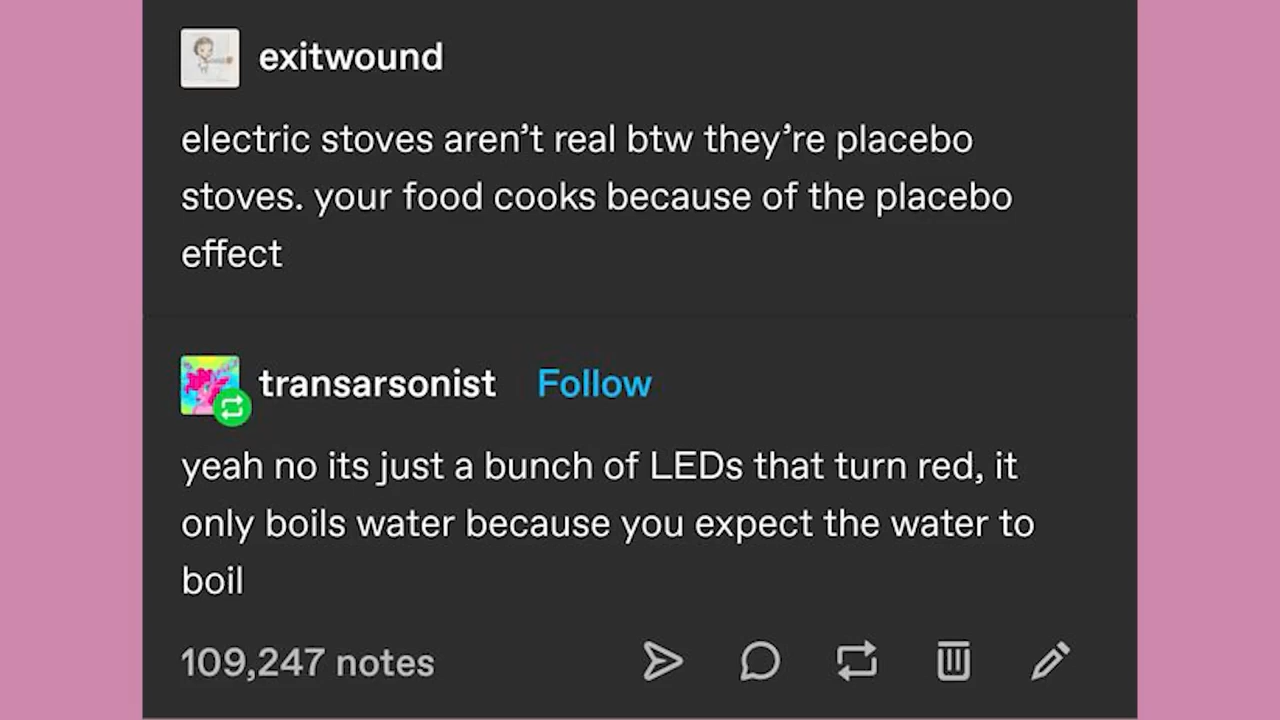 exitwound
electric stoves aren’t real btw they’re placebo
stoves. your food cooks because of the placebo
effect
transarsonist Follow
yeah no its just a bunch of LEDs that turn red, it
only boils water because you expect the water to
boil
109,247 notes